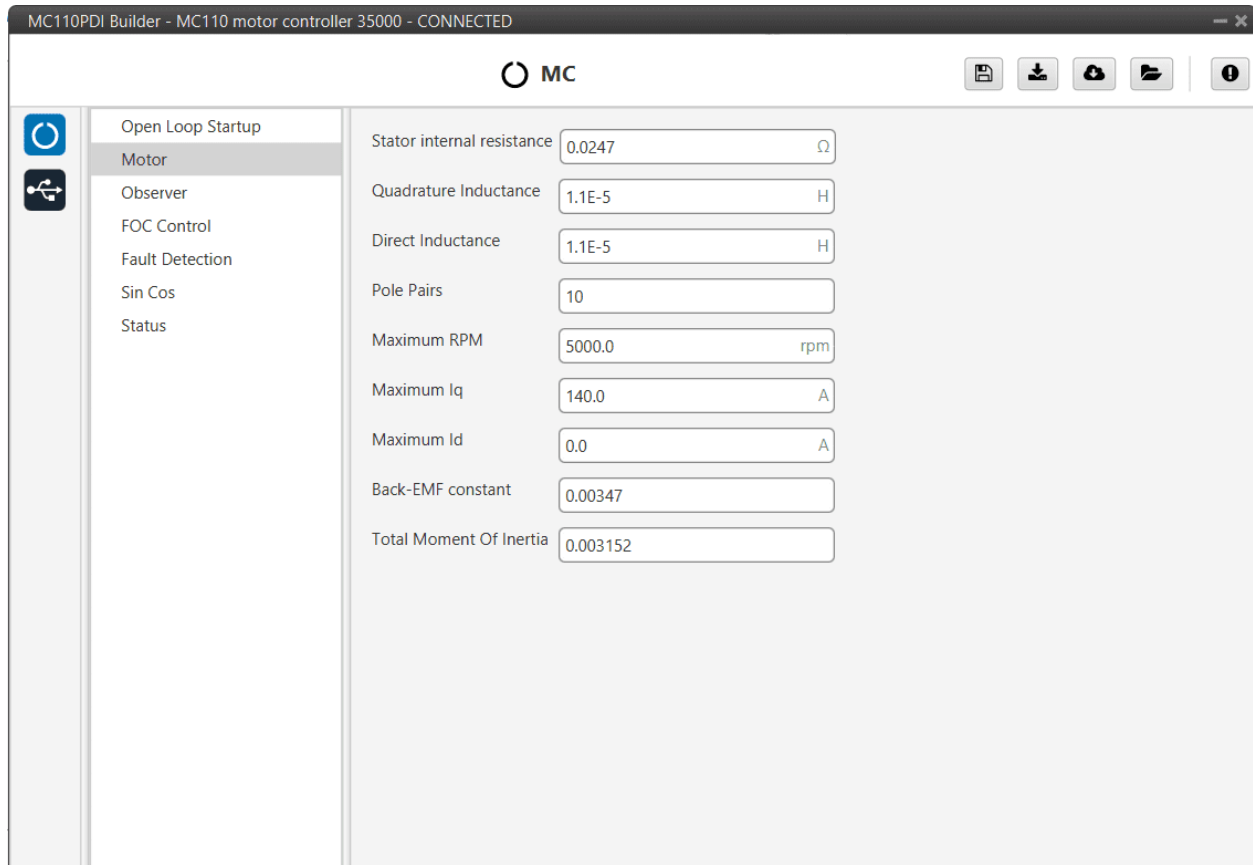 MC110PDI Builder - MC110 motor controller 35000 - CONNECTED
MC
Open Loop Startup
Motor
Observer
FOC Control
Fault Detection
Sin Cos
Status
Stator internal resistance 0.0247 Ω
Quadrature Inductance 1.1E-5 H
Direct Inductance 1.1E-5 H
Pole Pairs 10
Maximum RPM 5000.0 rpm
Maximum Iq 140.0 A
Maximum Id 0.0 A
Back-EMF constant 0.00347
Total Moment Of Inertia 0.003152